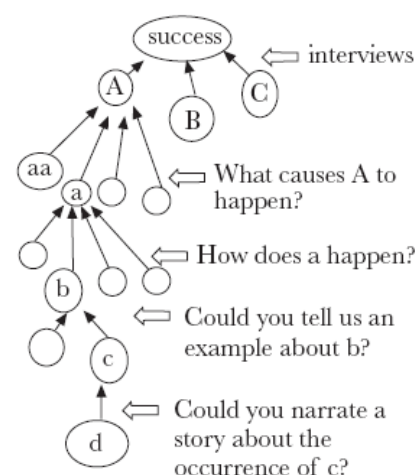 success
interviews
A
B
C
aa
What causes A to
happen?
a
How does a happen?
b
Could you tell us an
example about b?
c
Could you narrate a
story about the
occurrence of c?
d